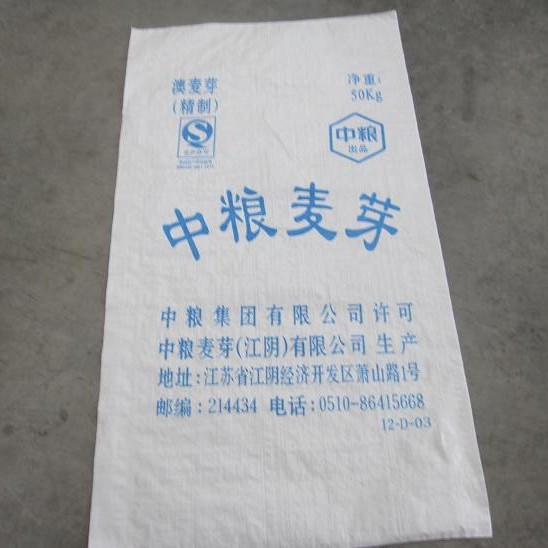 澳麦芽
(精制)
净重:
50Kg
中粮
出品
中粮麦芽
中粮集团有限公司许可
中粮麦芽(江阴)有限公司 生产
地址:江苏省江阴经济开发区萧山路1号
邮编:214434 电话:0510-86415668
12-D-03